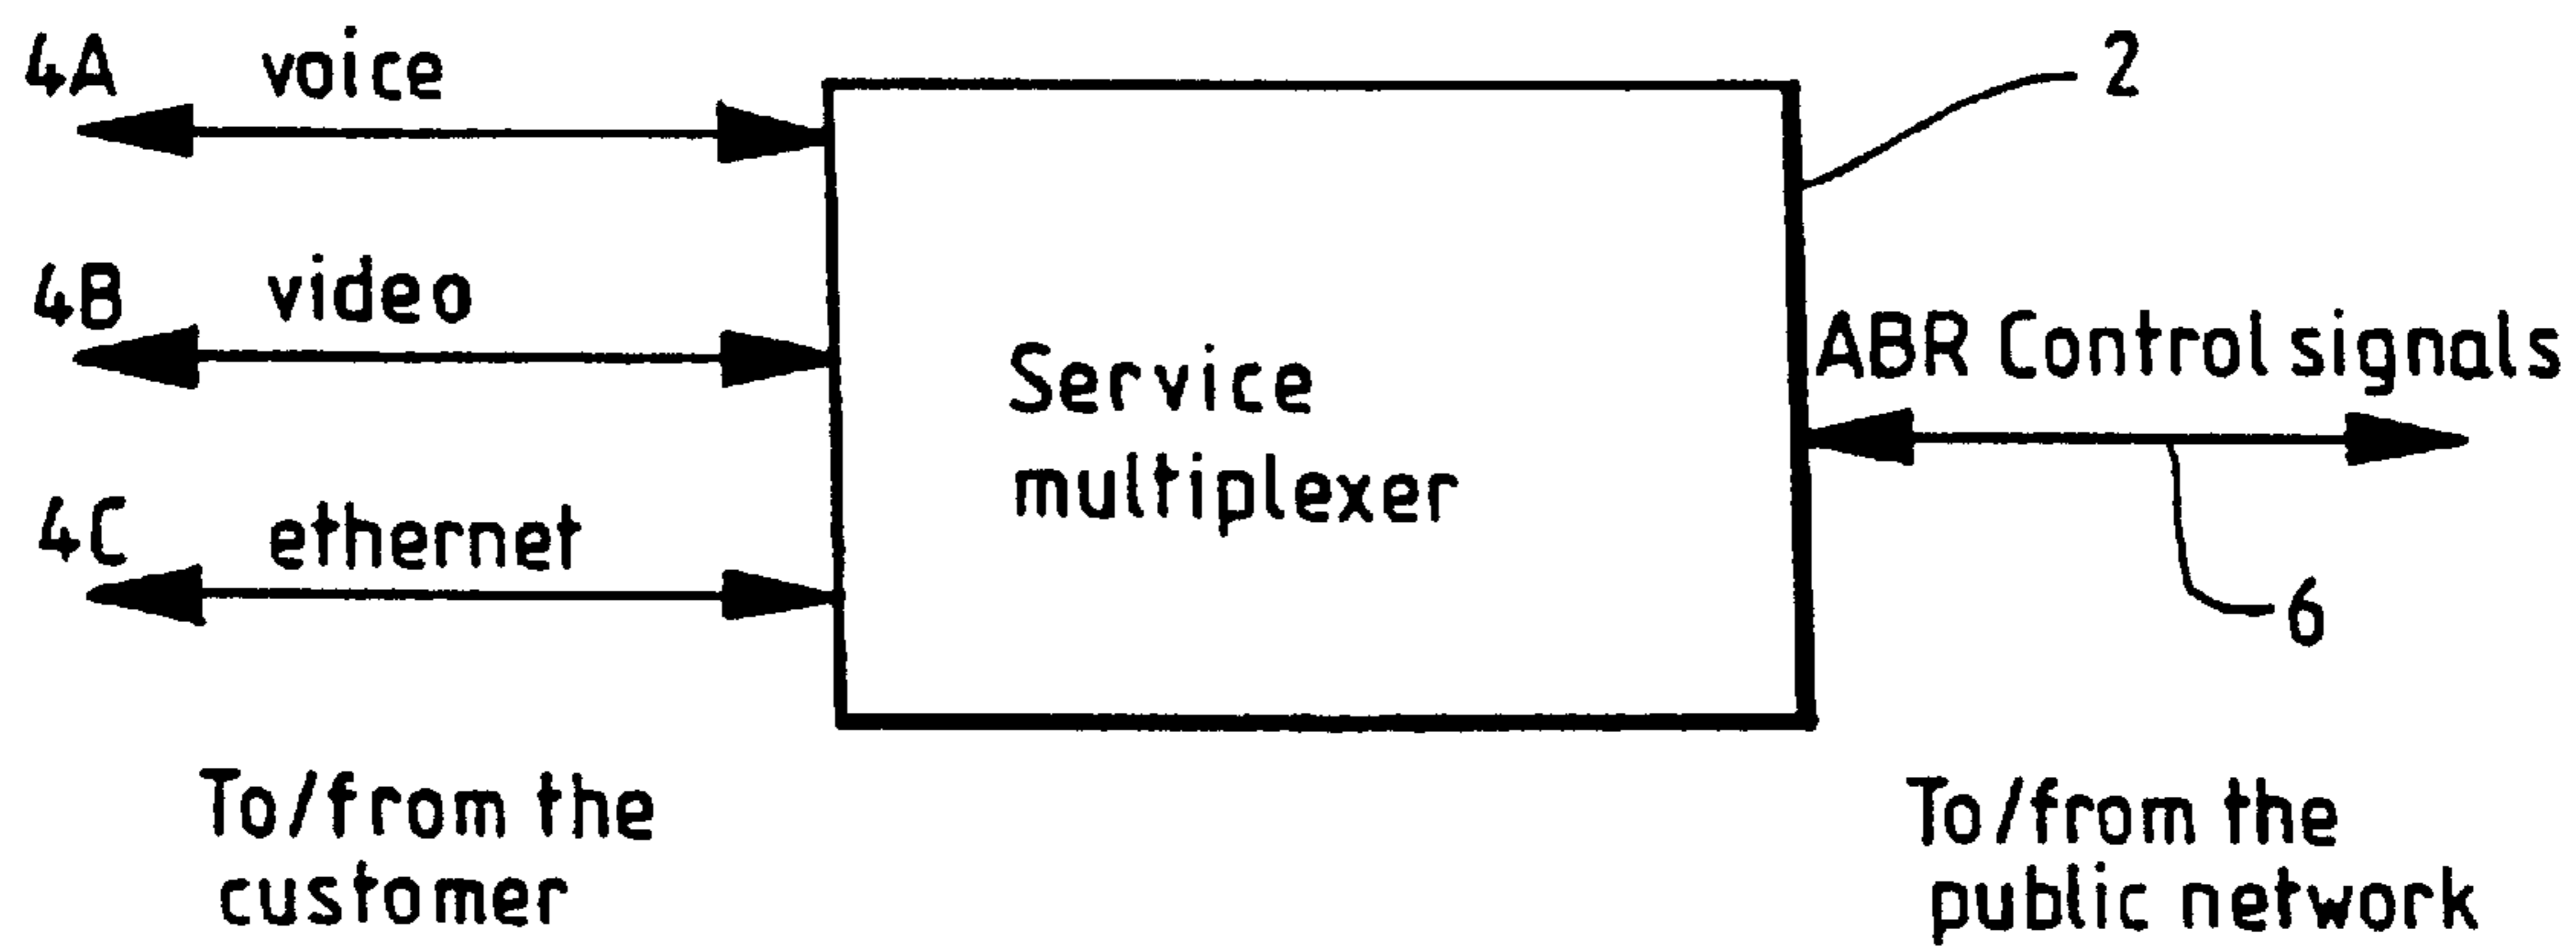 4A voice
2
4B video
ABR Control signals
Service
multiplexer
4C ethernet
6
To/from the
customer
To/from the
public network